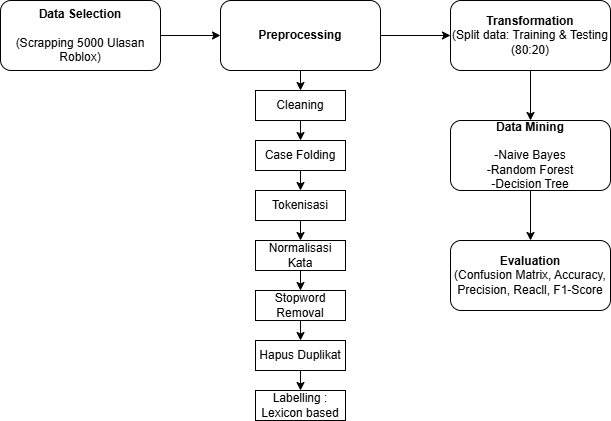 Data Selection
(Scrapping 5000 Ulasan
Roblox)
Preprocessing
Cleaning
Case Folding
Tokenisasi
Normalisasi
Kata
Stopword
Removal
Hapus Duplikat
Labelling :
Lexicon based
Transformation
(Split data: Training & Testing
(80:20)
Data Mining
-Naive Bayes
-Random Forest
-Decision Tree
Evaluation
(Confusion Matrix, Accuracy,
Precision, Reacll, F1-Score